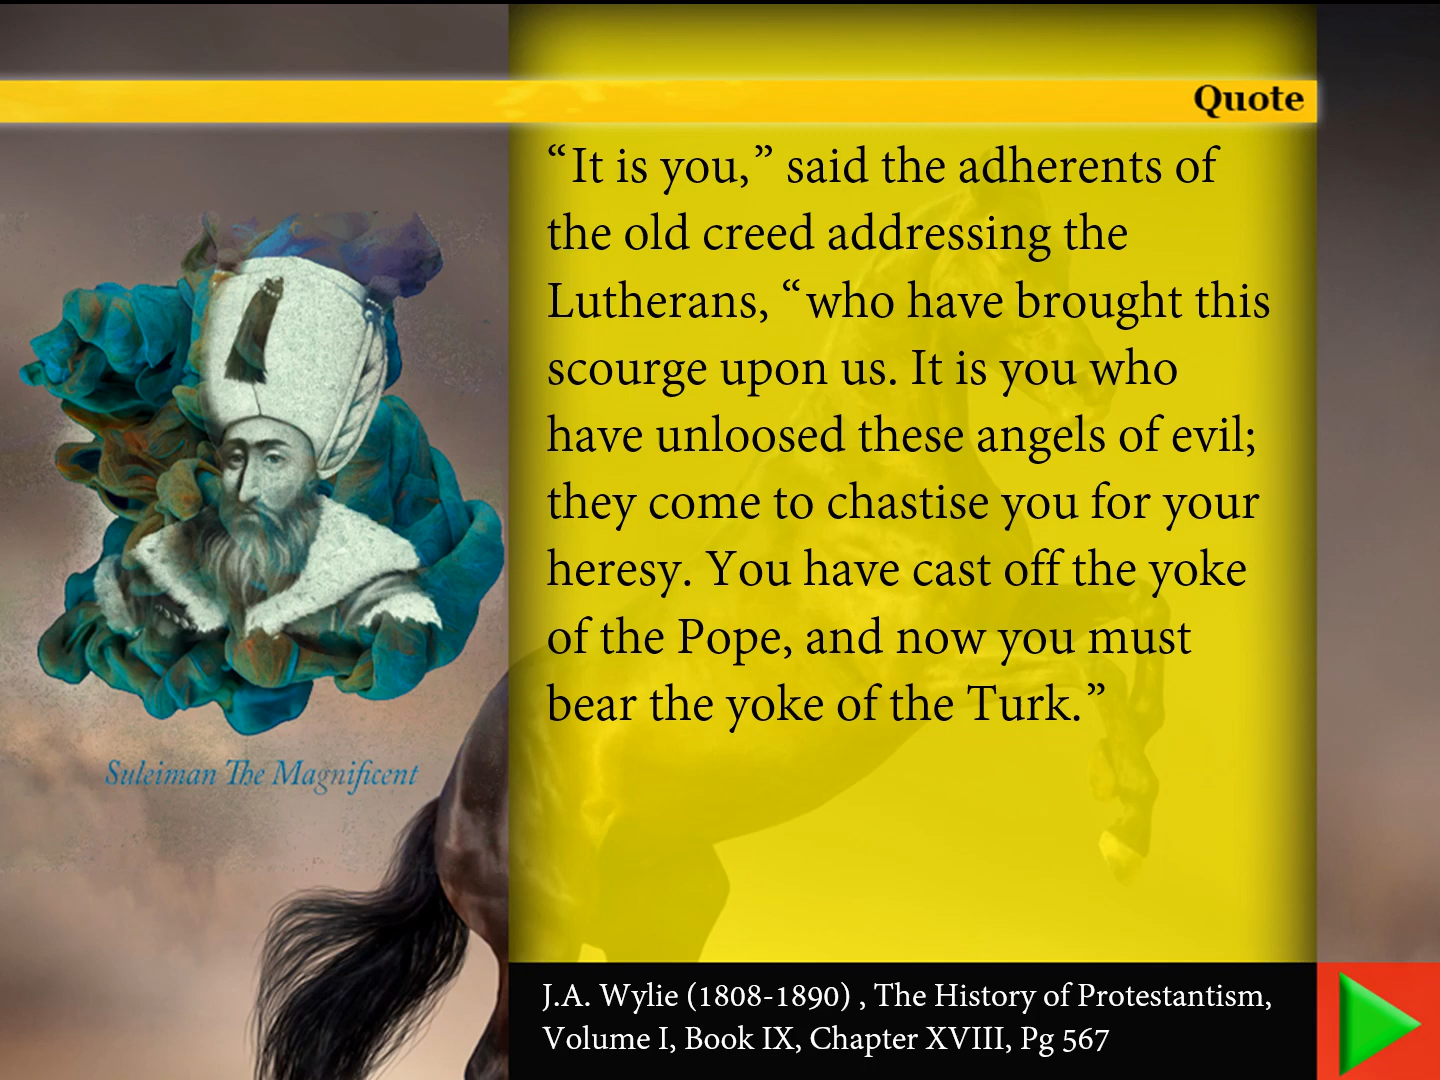 Quote
“It is you,” said the adherents of
the old creed addressing the
Lutherans, “who have brought this
scourge upon us. It is you who
have unloosed these angels of evil;
they come to chastise you for your
heresy. You have cast off the yoke
of the Pope, and now you must
bear the yoke of the Turk.”
Suleiman The Magnificent
J.A. Wylie (1808-1890) , The History of Protestantism,
Volume I, Book IX, Chapter XVIII, Pg 567